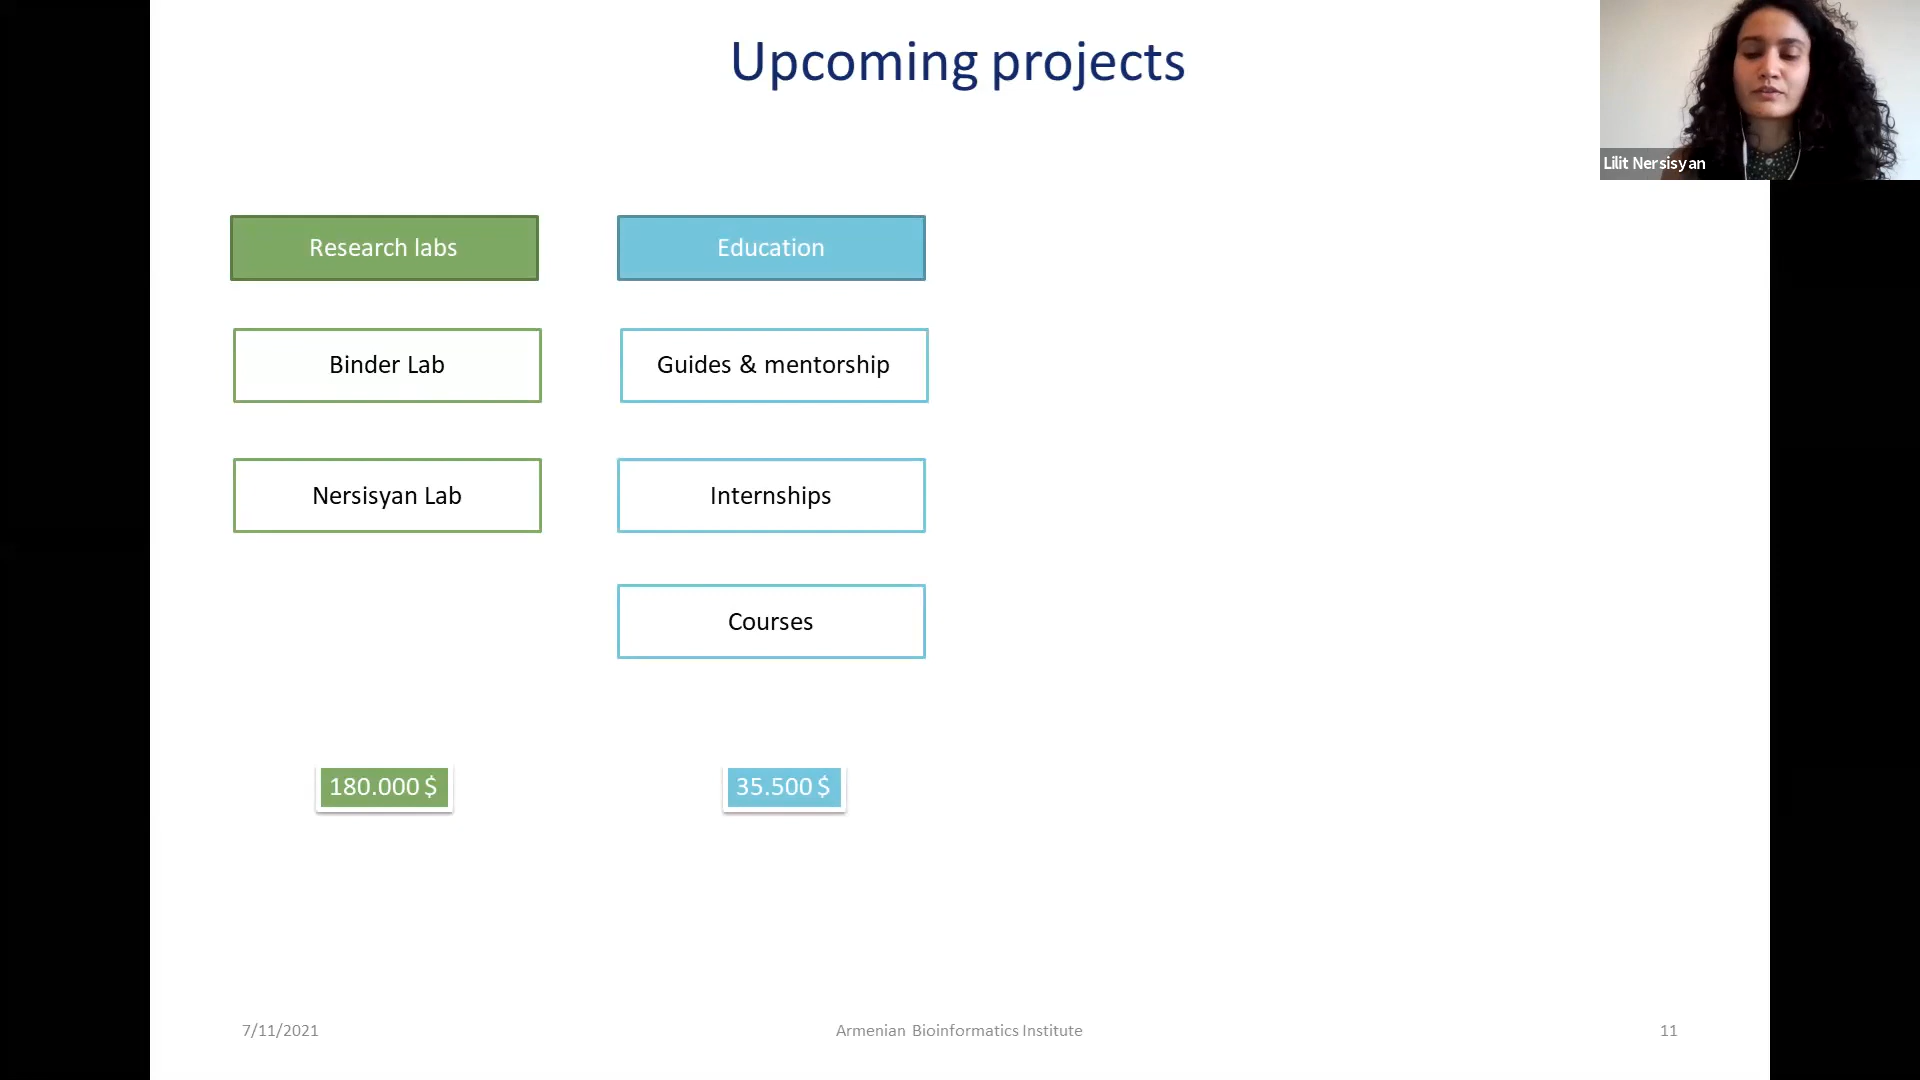 Upcoming projects
Lilit Nersisyan
Research labs
Education
Binder Lab
Guides & mentorship
Nersisyan Lab
Internships
Courses
180.000 $
35.500 $
7/11/2021
Armenian Bioinformatics Institute
11